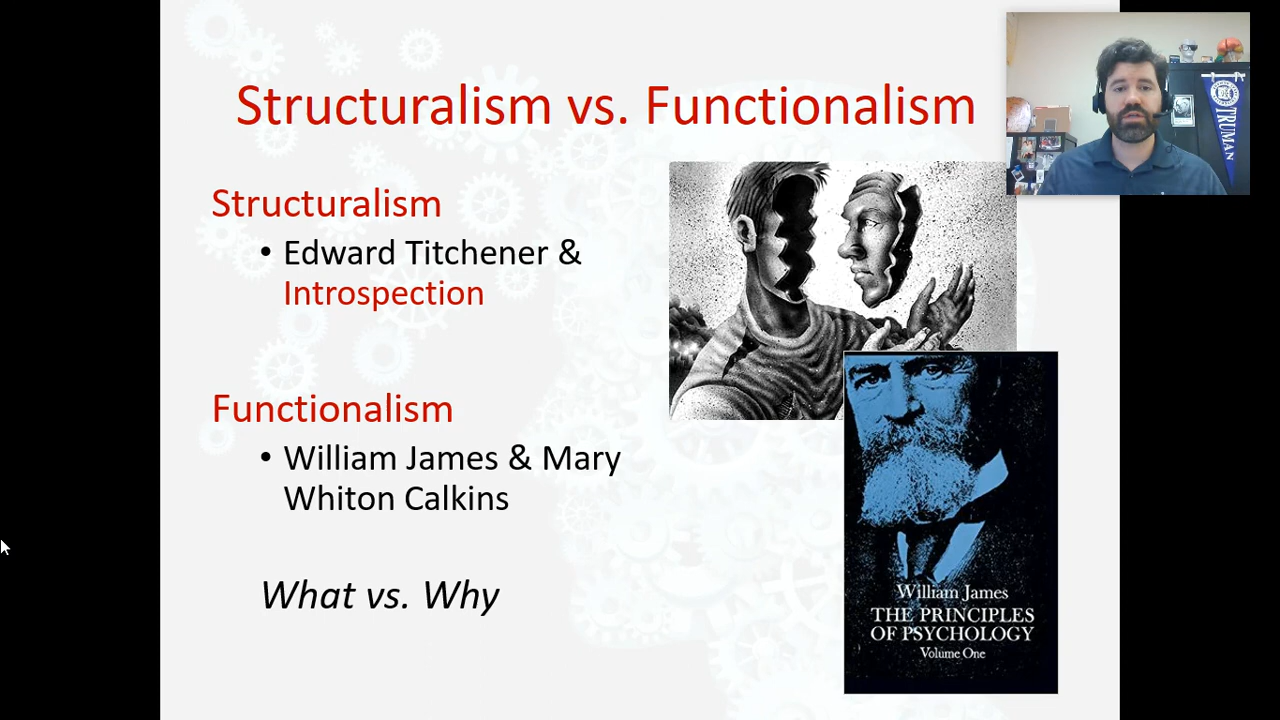 Structuralism vs. Functionalism
TRUMAN
Structuralism
• Edward Titchener &
Introspection
Functionalism
• William James & Mary
Whiton Calkins
What vs. Why
William James
THE PRINCIPLES
OF PSYCHOLOGY
Volume One